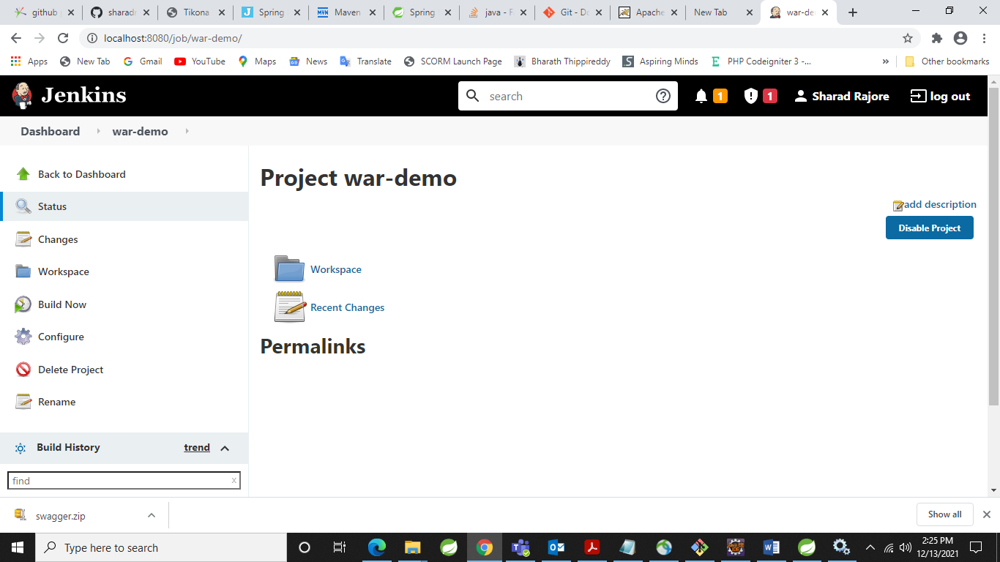 github
sharadr
Tikona
Spring
Maven
Spring
java - F
Git - Do
Apache
New Tab
war-de
localhost:8080/job/war-demo/
Apps New Tab Gmail YouTube Maps News Translate SCORM Launch Page Bharath Thippireddy Aspiring Minds PHP Codeigniter 3 -... » Other bookmarks
Jenkins search 1 1 Sharad Rajore log out
Dashboard war-demo
Back to Dashboard
Status
Changes
Workspace
Build Now
Configure
Delete Project
Rename
Build History trend
find x
Project war-demo
add description
Disable Project
Workspace
Recent Changes
Permalinks
swagger.zip Show all
Type here to search
2:25 PM
12/13/2021